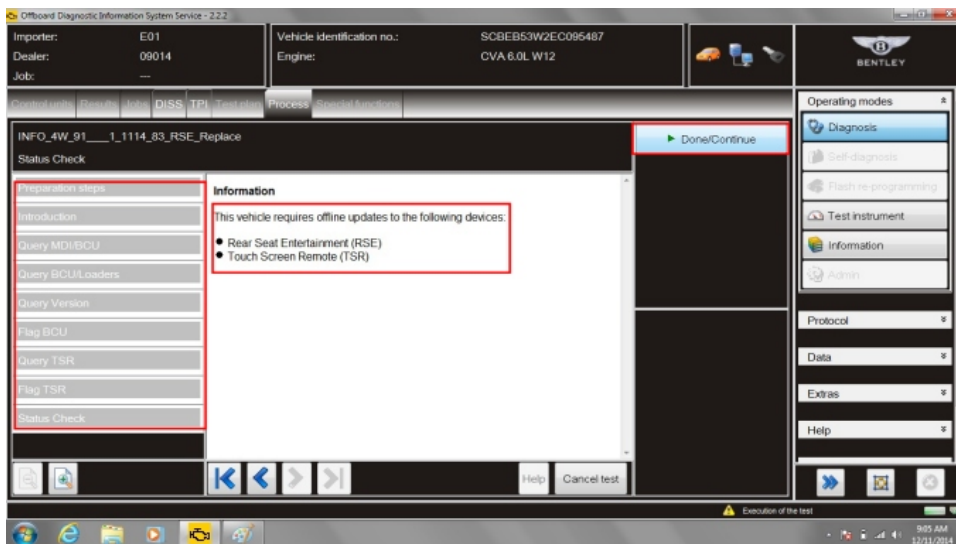 Offboard Diagnostic Information System Service - 2.2.2
Importer: E01
Dealer: 09014
Job: ---
Vehicle identification no.: SCBEB53W2EC095487
Engine: CVA 6.0L W12
BENTLEY
Control units Results Jobs DISS TPI Test plan Process Special functions
INFO_4W_91___1_1114_83_RSE_Replace
Status Check
Done/Continue
Preparation steps
Introduction
Query MDI/BCU
Query BCU/Loaders
Query Version
Flag BCU
Query TSR
Flag TSR
Status Check
Information
This vehicle requires offline updates to the following devices:
● Rear Seat Entertainment (RSE)
● Touch Screen Remote (TSR)
Help Cancel test
Operating modes
Diagnosis
Self-diagnosis
Flash re-programming
Test instrument
Information
Admin
Protocol
Data
Extras
Help
Execution of the test
9:05 AM
12/11/2014